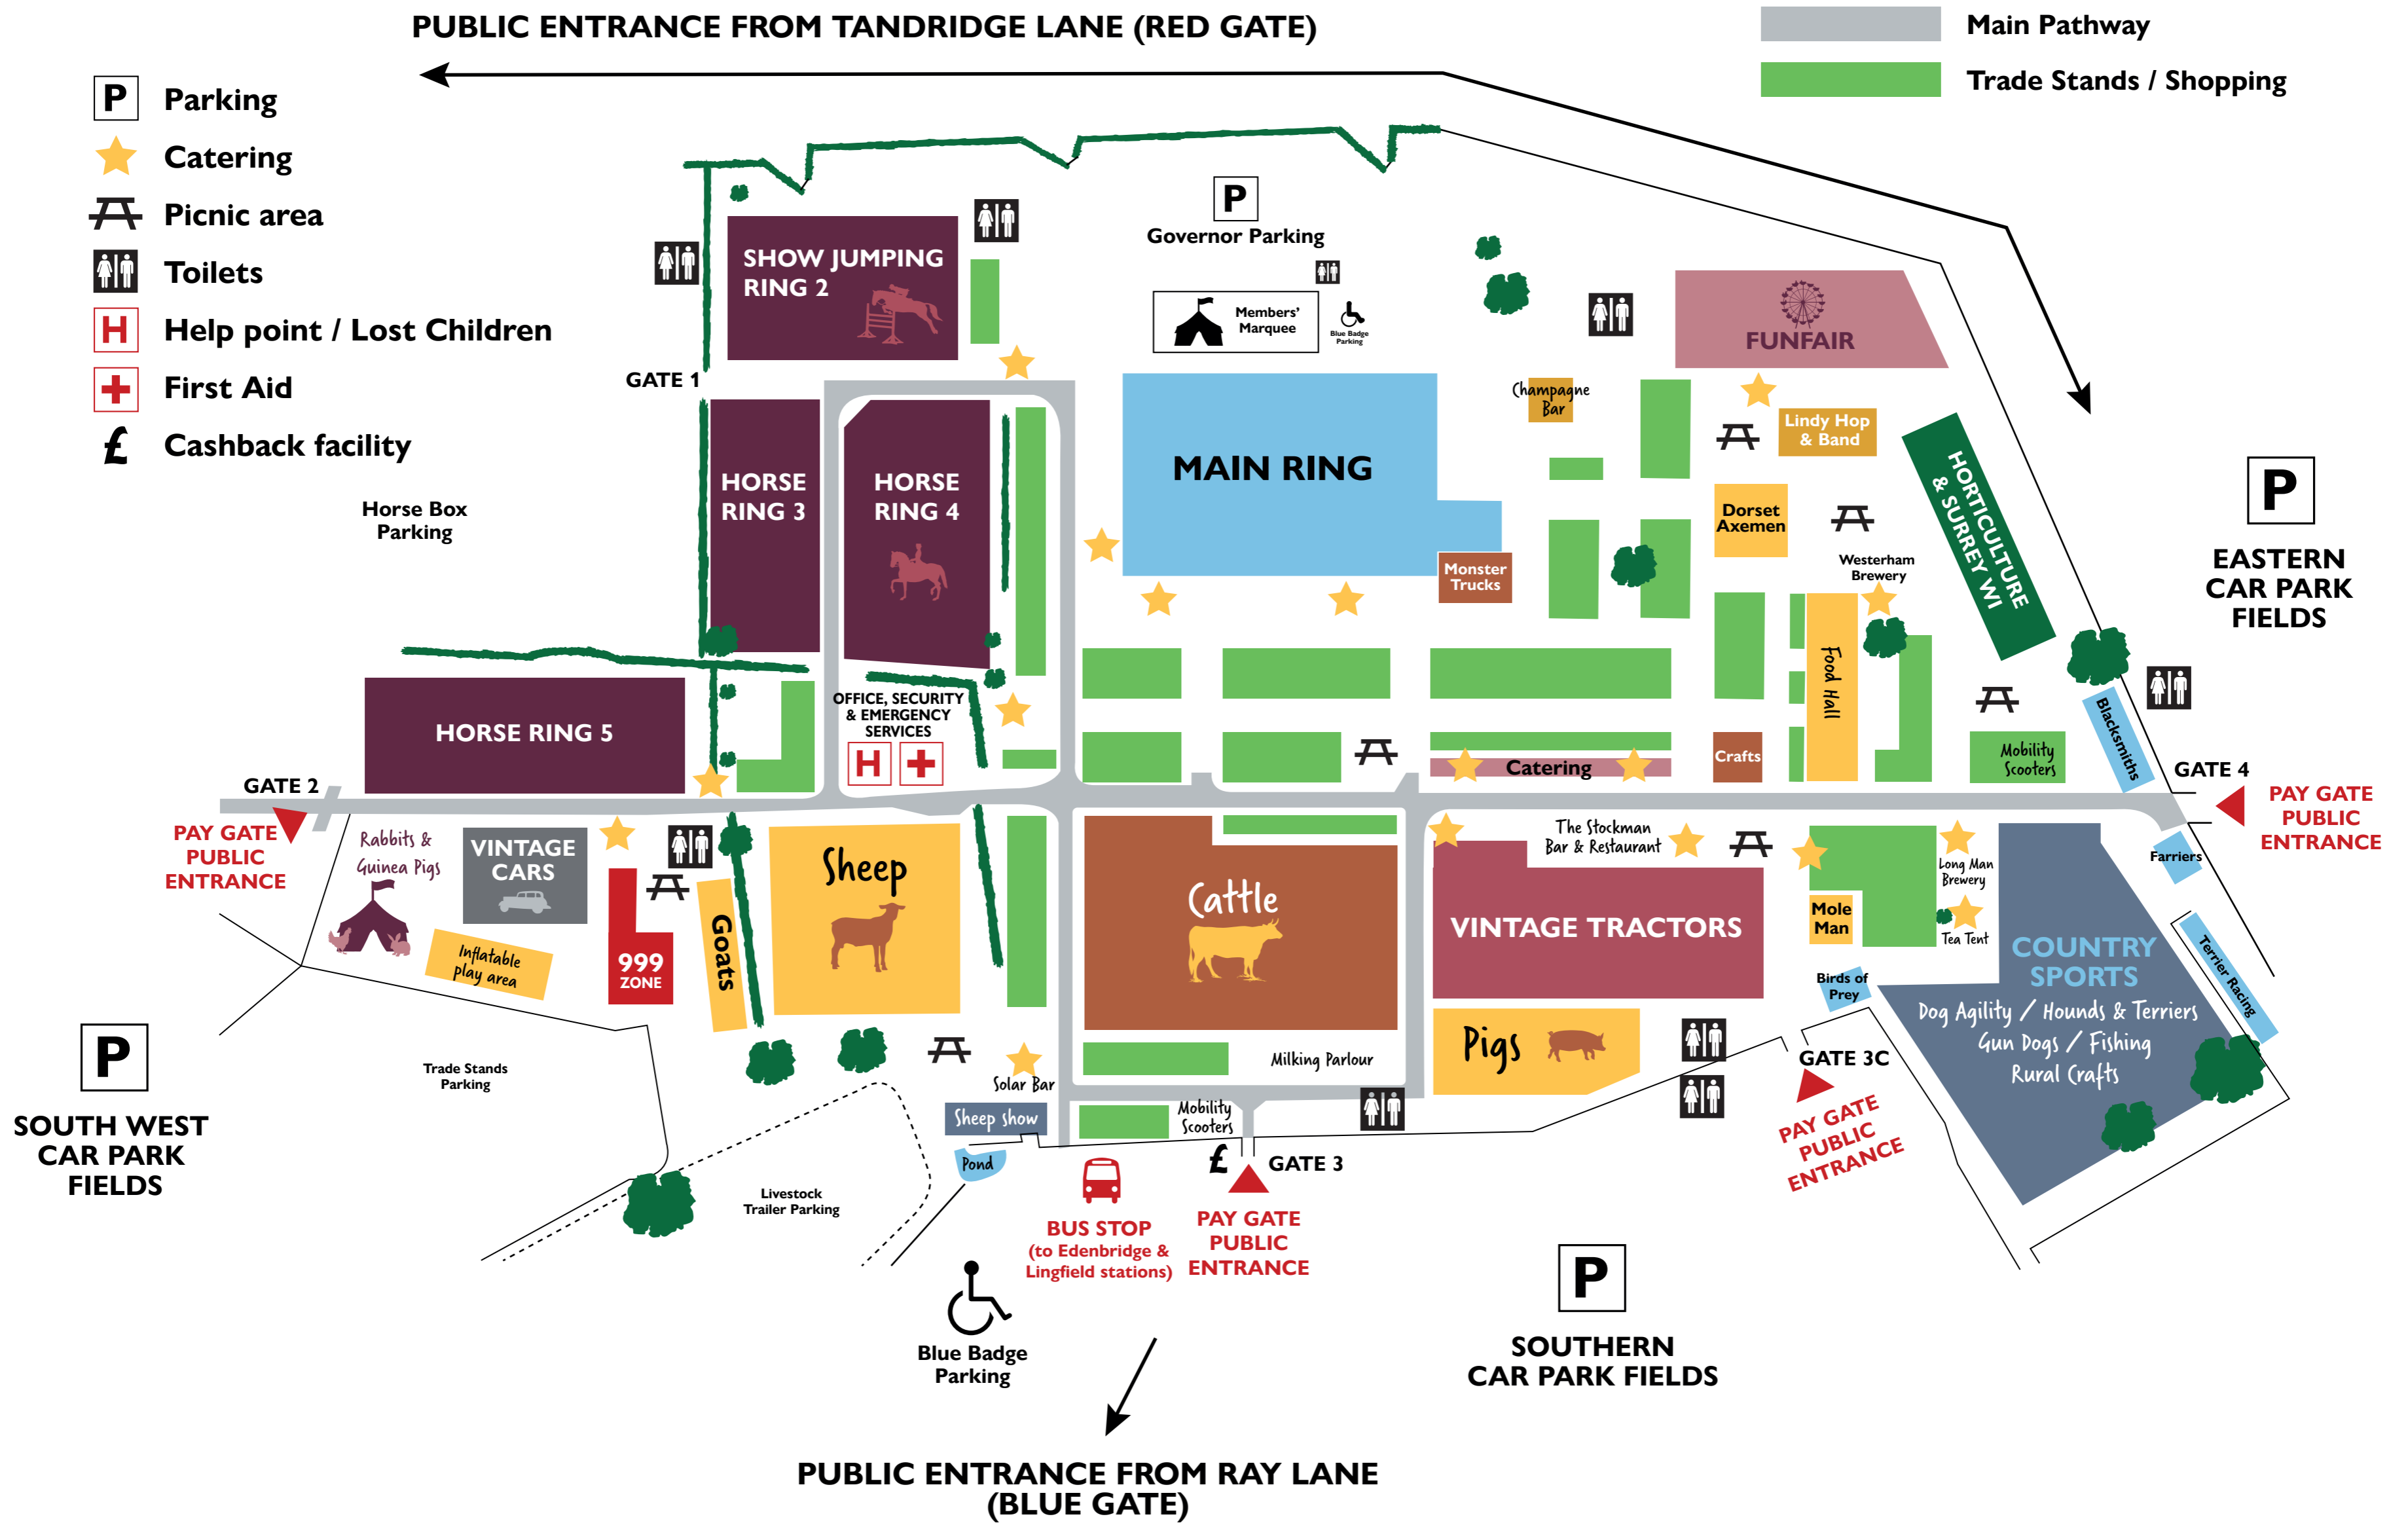 PUBLIC ENTRANCE FROM TANDRIDGE LANE (RED GATE)
Main Pathway
Trade Stands / Shopping
P
Parking
Catering
Picnic area
Toilets
H
Help point / Lost Children
First Aid
£
Cashback facility
P
Governor Parking
SHOW JUMPING
RING 2
Members'
Marquee
Blue Badge
Parking
FUNFAIR
GATE 1
Champagne
Bar
Lindy Hop
& Band
MAIN RING
HORSE
RING 3
HORSE
RING 4
Horse Box
Parking
Dorset
Axemen
HORTICULTURE
& SURREY WI
P
EASTERN
CAR PARK
FIELDS
Monster
Trucks
Westerham
Brewery
Food Hall
HORSE RING 5
OFFICE, SECURITY
& EMERGENCY
SERVICES
H
Crafts
Catering
Mobility
Scooters
Blacksmiths
GATE 2
GATE 4
PAY GATE
PUBLIC
ENTRANCE
PAY GATE
PUBLIC
ENTRANCE
Rabbits &
Guinea Pigs
VINTAGE
CARS
Sheep
Cattle
The Stockman
Bar & Restaurant
VINTAGE TRACTORS
Long Man
Brewery
Mole
Man
Tea Tent
Farriers
Inflatable
play area
999
ZONE
Goats
COUNTRY
SPORTS
Dog Agility / Hounds & Terriers
Gun Dogs / Fishing
Rural Crafts
Terrier Racing
Birds of
Prey
P
SOUTH WEST
CAR PARK
FIELDS
Trade Stands
Parking
Solar Bar
Milking Parlour
Pigs
GATE 3C
PAY GATE
PUBLIC
ENTRANCE
Sheep show
Mobility
Scooters
Pond
£
GATE 3
Livestock
Trailer Parking
BUS STOP
(to Edenbridge &
Lingfield stations)
PAY GATE
PUBLIC
ENTRANCE
Blue Badge
Parking
P
SOUTHERN
CAR PARK FIELDS
PUBLIC ENTRANCE FROM RAY LANE
(BLUE GATE)